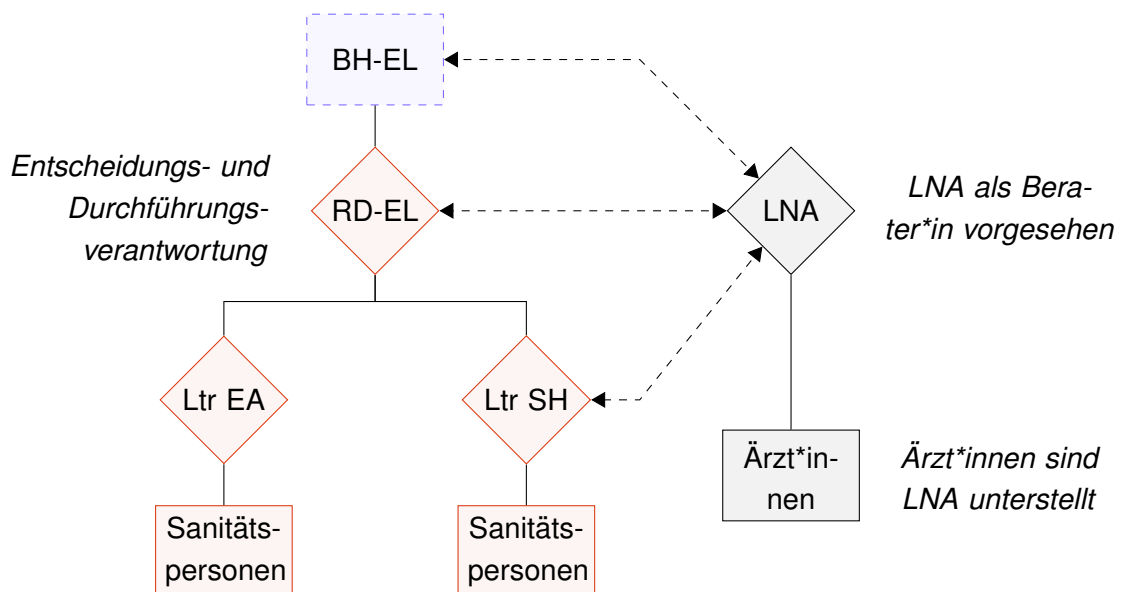 BH-EL
Entscheidungs- und
Durchführungs-
verantwortung
RD-EL
LNA
LNA als Bera-
ter*in vorgesehen
Ltr EA
Ltr SH
Ärzt*in-
nen
Ärzt*innen sind
LNA unterstellt
Sanitäts-
personen
Sanitäts-
personen